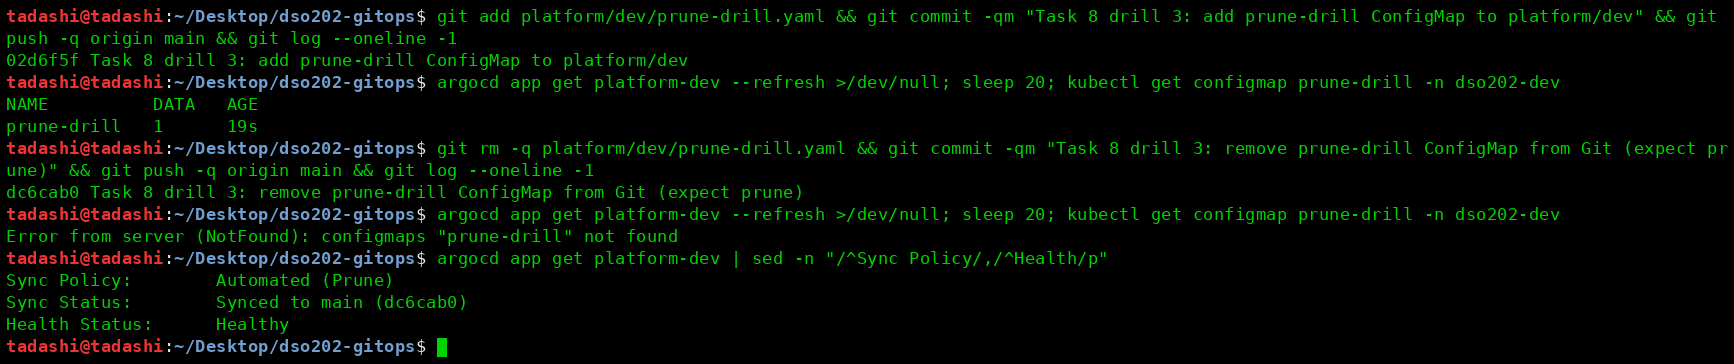 tadashi@tadashi:~/Desktop/dso202-gitops$ git add platform/dev/prune-drill.yaml && git commit -qm "Task 8 drill 3: add prune-drill ConfigMap to platform/dev" && git
push -q origin main && git log --oneline -1
02d6f5f Task 8 drill 3: add prune-drill ConfigMap to platform/dev
tadashi@tadashi:~/Desktop/dso202-gitops$ argocd app get platform-dev --refresh >/dev/null; sleep 20; kubectl get configmap prune-drill -n dso202-dev
NAME          DATA   AGE
prune-drill   1      19s
tadashi@tadashi:~/Desktop/dso202-gitops$ git rm -q platform/dev/prune-drill.yaml && git commit -qm "Task 8 drill 3: remove prune-drill ConfigMap from Git (expect pr
une)" && git push -q origin main && git log --oneline -1
dc6cab0 Task 8 drill 3: remove prune-drill ConfigMap from Git (expect prune)
tadashi@tadashi:~/Desktop/dso202-gitops$ argocd app get platform-dev --refresh >/dev/null; sleep 20; kubectl get configmap prune-drill -n dso202-dev
Error from server (NotFound): configmaps "prune-drill" not found
tadashi@tadashi:~/Desktop/dso202-gitops$ argocd app get platform-dev | sed -n "/^Sync Policy/,/^Health/p"
Sync Policy:        Automated (Prune)
Sync Status:        Synced to main (dc6cab0)
Health Status:      Healthy
tadashi@tadashi:~/Desktop/dso202-gitops$